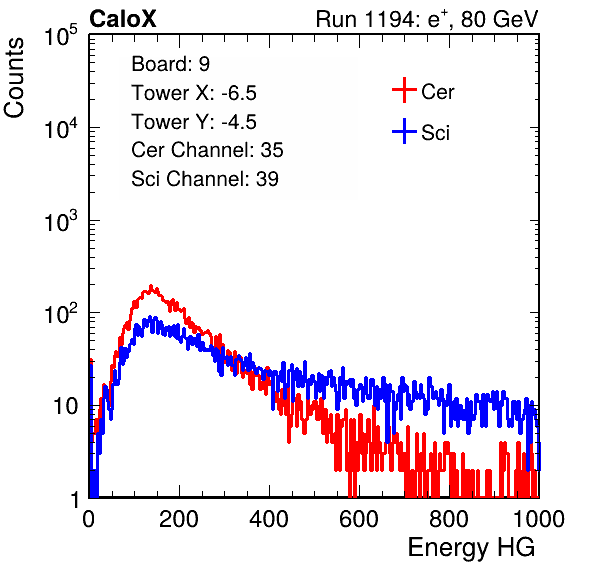 CaloX Run 1194: e⁺, 80 GeV
Counts
10⁵
10⁴
10³
10²
10
1
Board: 9
Tower X: -6.5
Tower Y: -4.5
Cer Channel: 35
Sci Channel: 39
Cer
Sci
0 200 400 600 800 1000
Energy HG